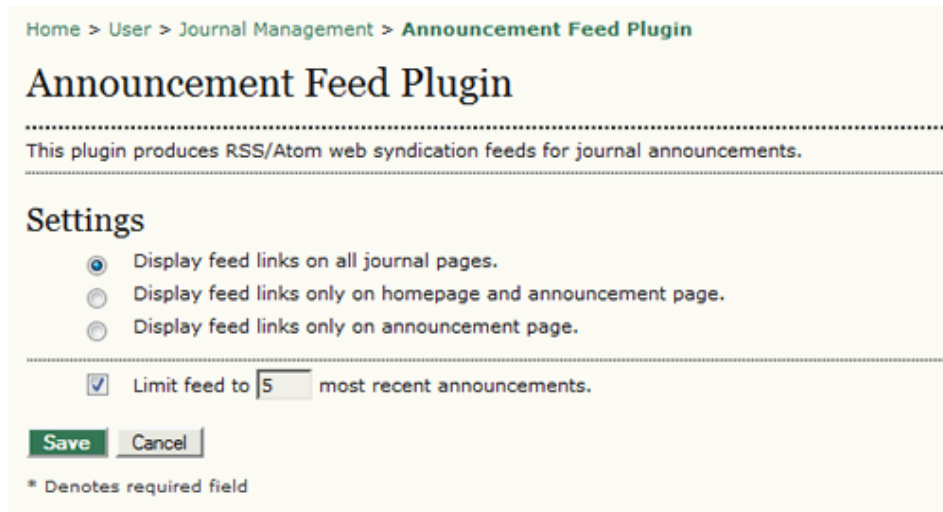 Home > User > Journal Management > Announcement Feed Plugin
Announcement Feed Plugin
This plugin produces RSS/Atom web syndication feeds for journal announcements.
Settings
Display feed links on all journal pages.
Display feed links only on homepage and announcement page.
Display feed links only on announcement page.
Limit feed to 5 most recent announcements.
Save Cancel
* Denotes required field